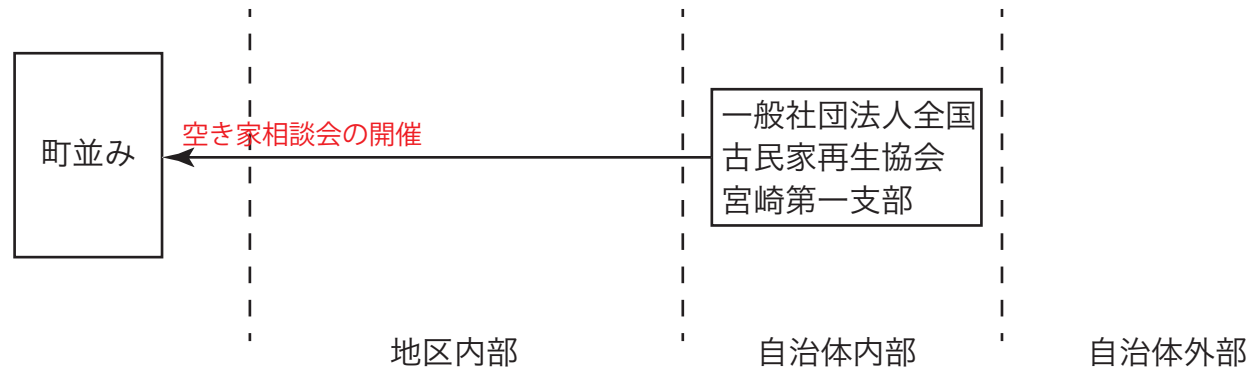 町並み
空き家相談会の開催
一般社団法人全国
古民家再生協会
宮崎第一支部
地区内部
自治体内部
自治体外部